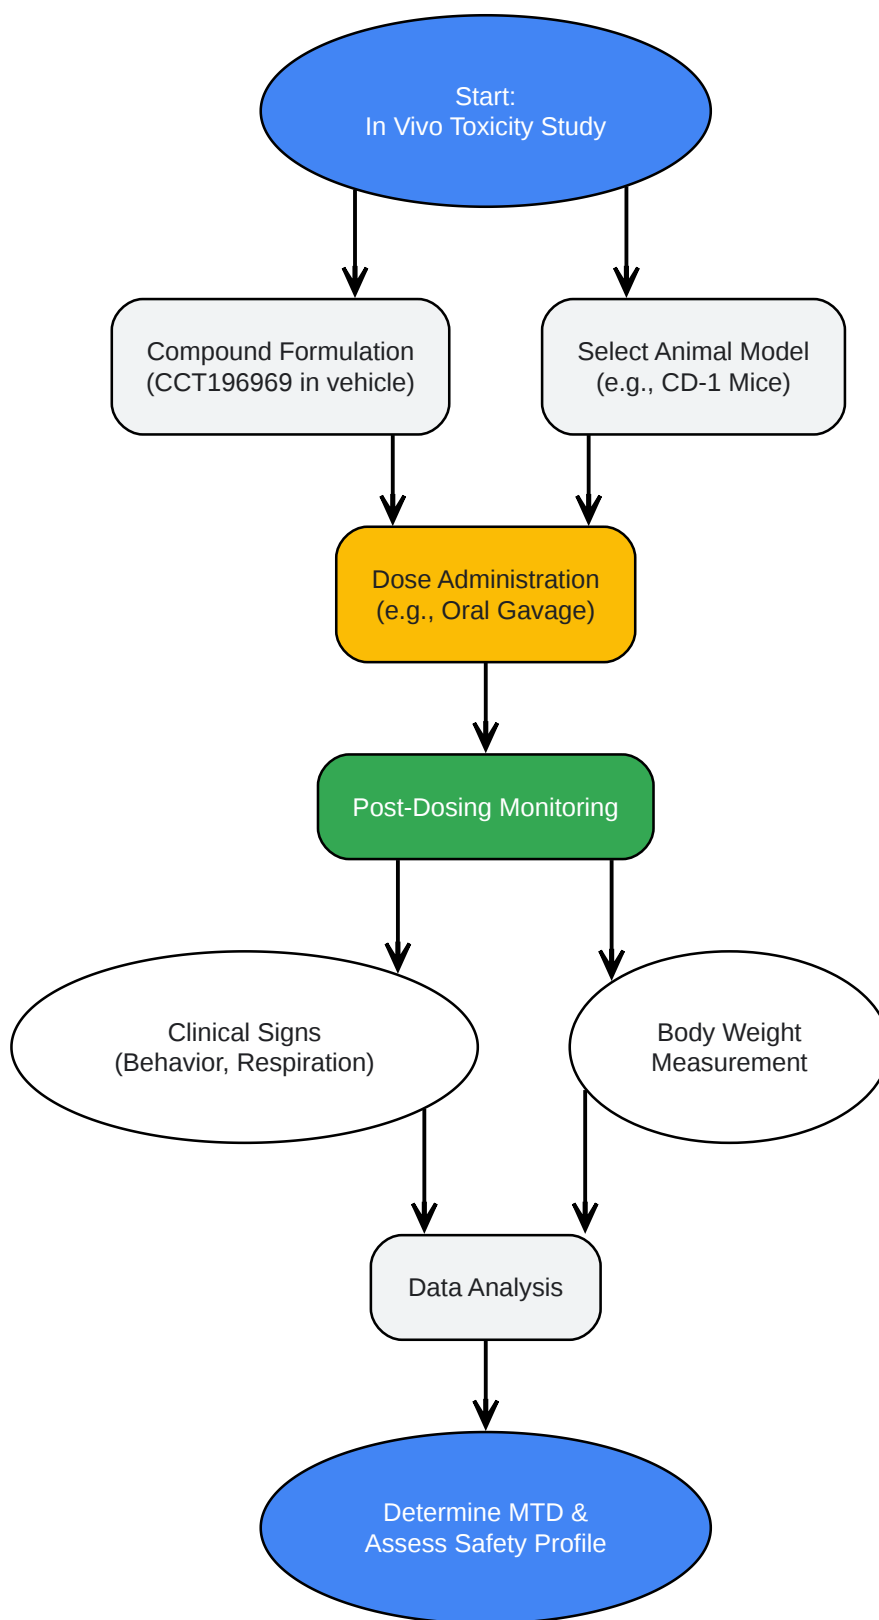 Start:
In Vivo Toxicity Study
Compound Formulation
(CCT196969 in vehicle)
Select Animal Model
(e.g., CD-1 Mice)
Dose Administration
(e.g., Oral Gavage)
Post-Dosing Monitoring
Clinical Signs
(Behavior, Respiration)
Body Weight
Measurement
Data Analysis
Determine MTD &
Assess Safety Profile